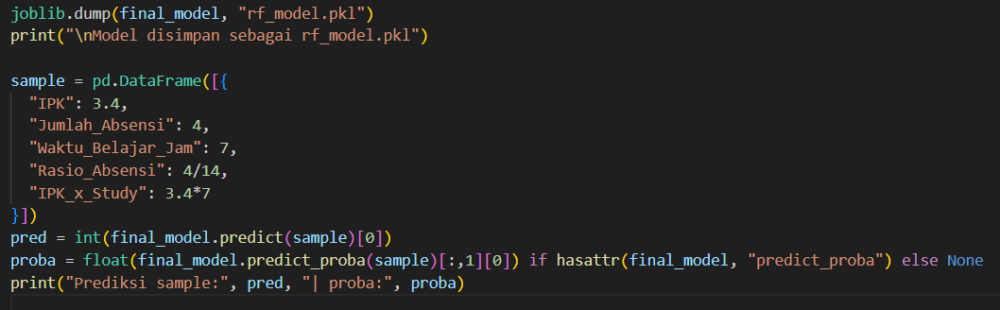 joblib.dump(final_model, "rf_model.pkl")
print("\nModel disimpan sebagai rf_model.pkl")
sample = pd.DataFrame([{
"IPK": 3.4,
"Jumlah_Absensi": 4,
"Waktu_Belajar_Jam": 7,
"Rasio_Absensi": 4/14,
"IPK_x_Study": 3.4*7
}])
pred = int(final_model.predict(sample)[0])
proba = float(final_model.predict_proba(sample)[:,1][0]) if hasattr(final_model, "predict_proba") else None
print("Prediksi sample:", pred, "| proba:", proba)